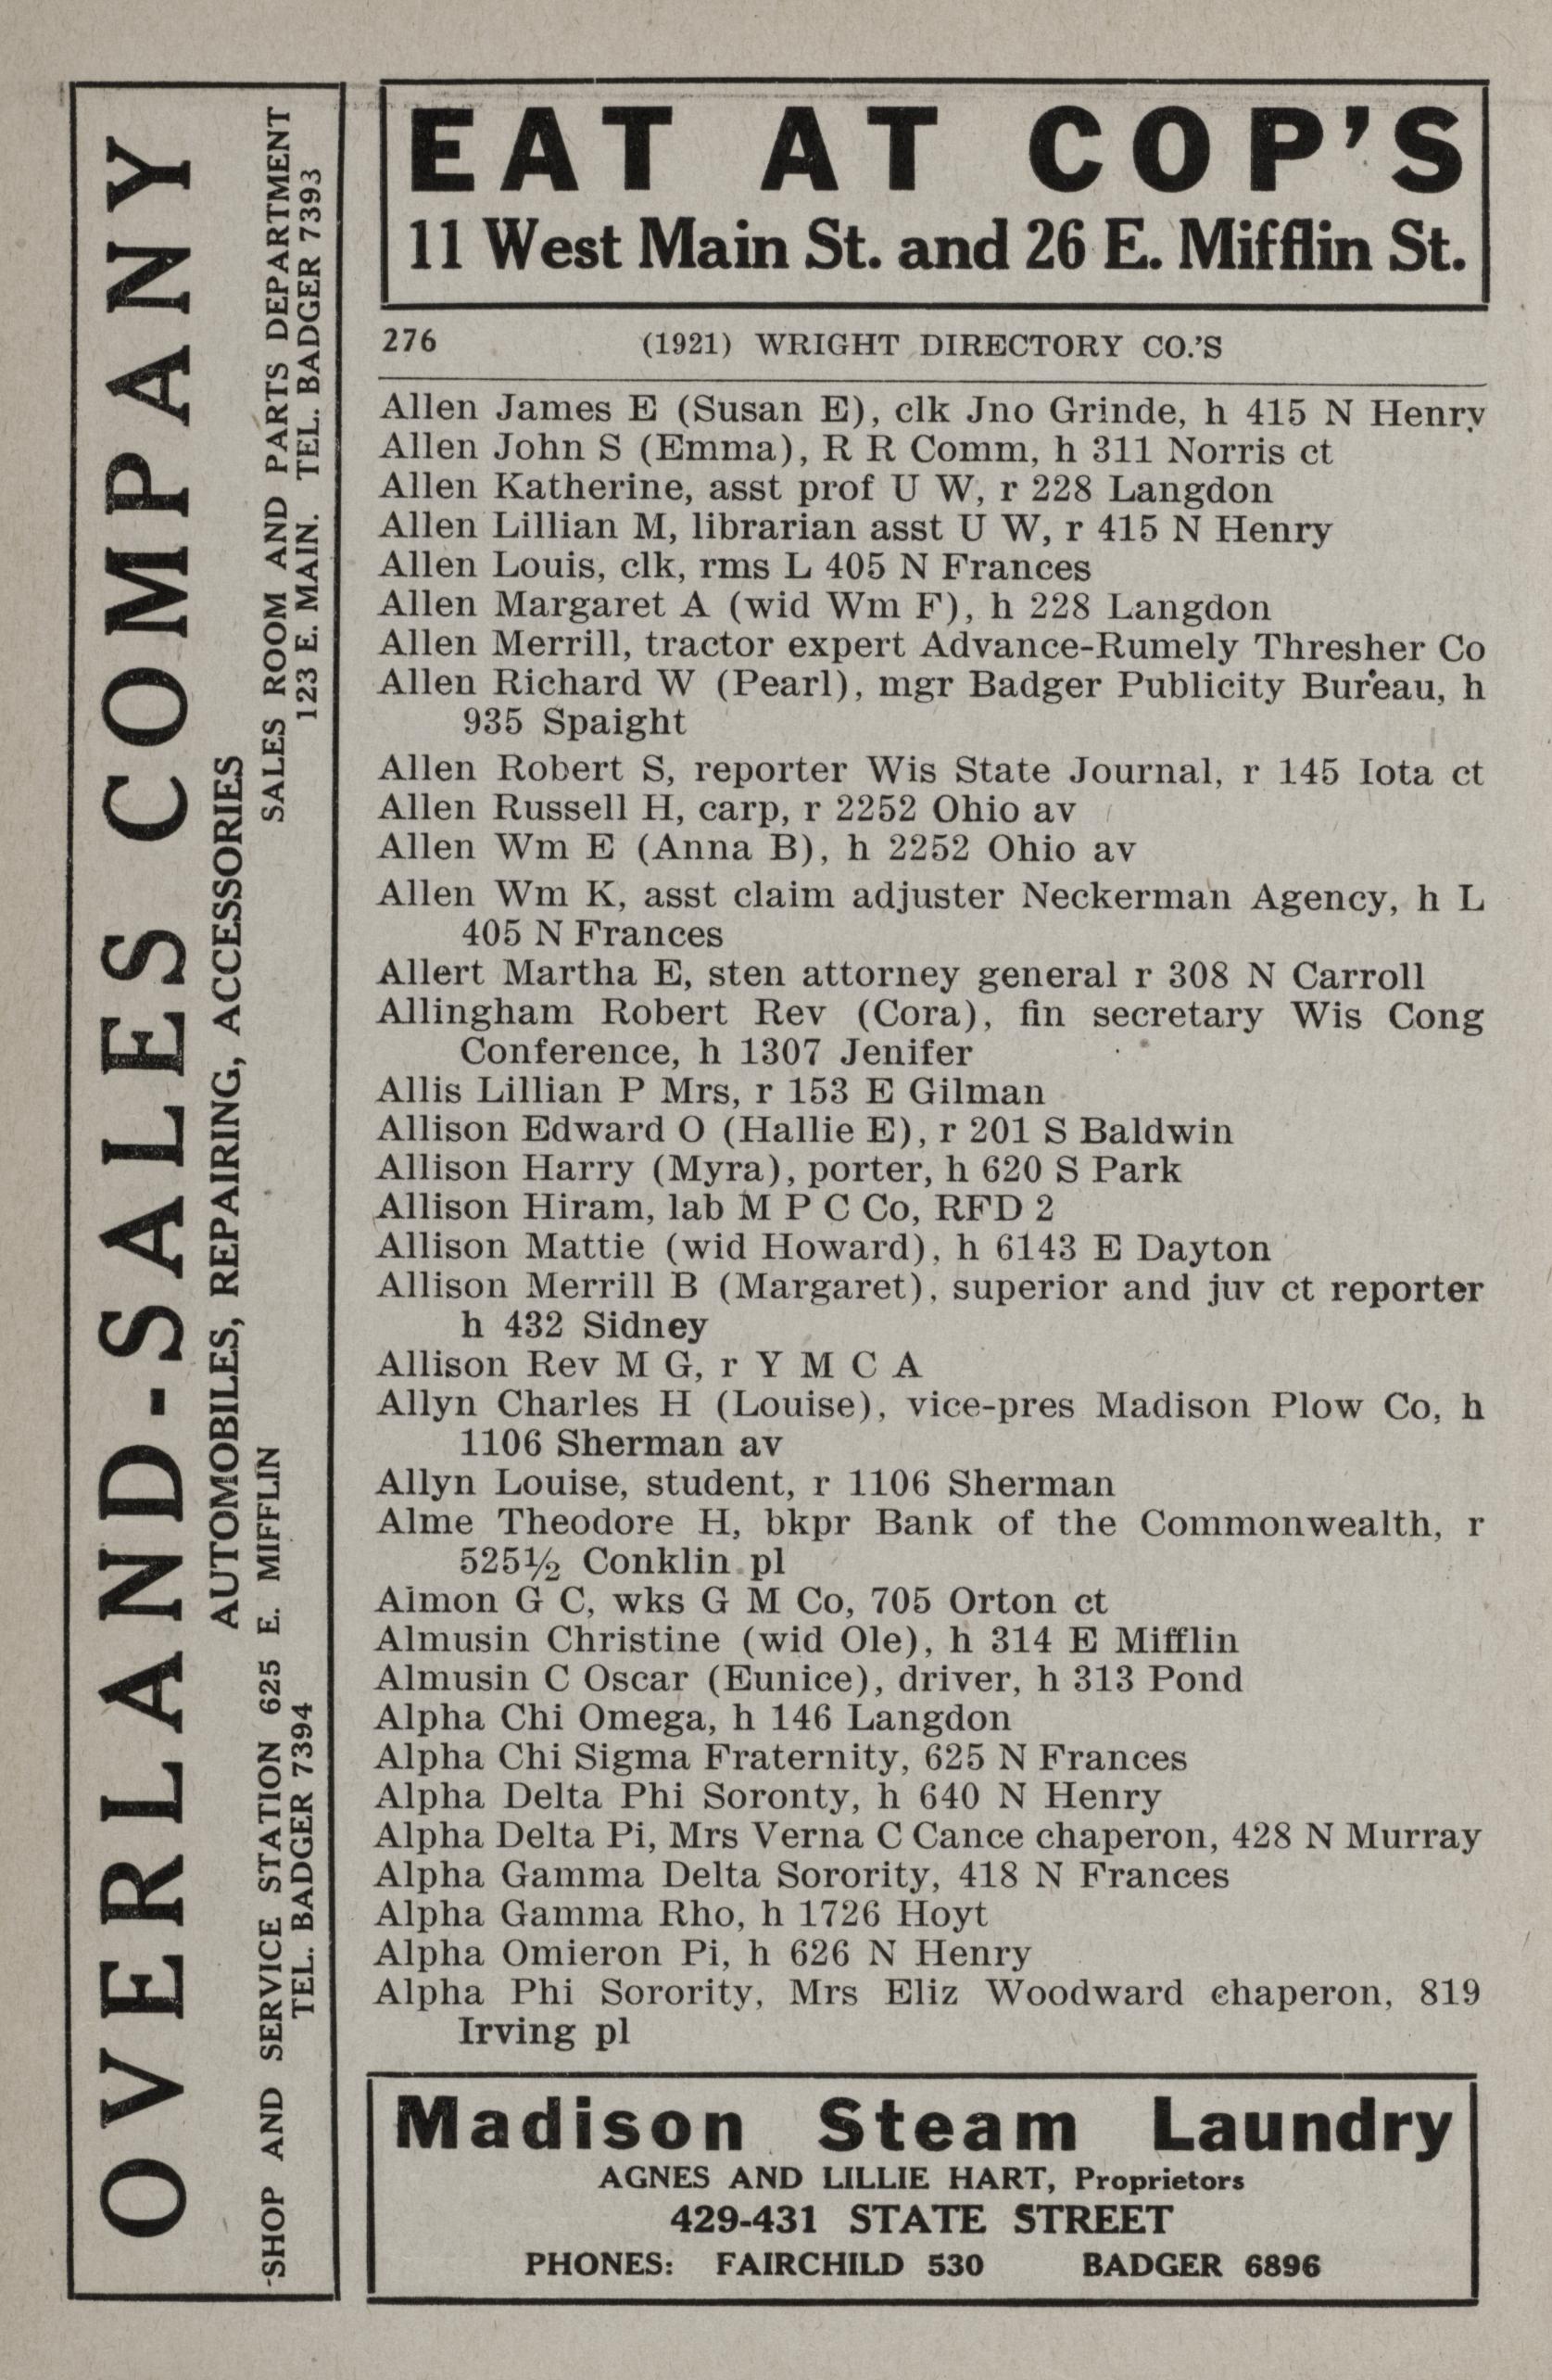 EAT AT COP'S
11 West Main St. and 26 E. Mifflin St.
276 (1921) WRIGHT DIRECTORY CO.'S
Allen James E (Susan E), clk Jno Grinde, h 415 N Henry
Allen John S (Emma), R R Comm, h 311 Norris ct
Allen Katherine, asst prof U W, r 228 Langdon
Allen Lillian M, librarian asst U W, r 415 N Henry
Allen Louis, clk, rms L 405 N Frances
Allen Margaret A (wid Wm F), h 228 Langdon
Allen Merrill, tractor expert Advance-Rumely Thresher Co
Allen Richard W (Pearl), mgr Badger Publicity Bureau, h
935 Spaight
Allen Robert S, reporter Wis State Journal, r 145 Iota ct
Allen Russell H, carp, r 2252 Ohio av
Allen Wm E (Anna B), h 2252 Ohio av
Allen Wm K, asst claim adjuster Neckerman Agency, h L
405 N Frances
Allert Martha E, sten attorney general r 308 N Carroll
Allingham Robert Rev (Cora), fin secretary Wis Cong
Conference, h 1307 Jenifer
Allis Lillian P Mrs, r 153 E Gilman
Allison Edward O (Hallie E), r 201 S Baldwin
Allison Harry (Myra), porter, h 620 S Park
Allison Hiram, lab M P C Co, RFD 2
Allison Mattie (wid Howard), h 6143 E Dayton
Allison Merrill B (Margaret), superior and juv ct reporter
h 432 Sidney
Allison Rev M G, r Y M C A
Allyn Charles H (Louise), vice-pres Madison Plow Co, h
1106 Sherman av
Allyn Louise, student, r 1106 Sherman
Alme Theodore H, bkpr Bank of the Commonwealth, r
525½ Conklin pl
Almon G C, wks G M Co, 705 Orton ct
Almusin Christine (wid Ole), h 314 E Mifflin
Almusin C Oscar (Eunice), driver, h 313 Pond
Alpha Chi Omega, h 146 Langdon
Alpha Chi Sigma Fraternity, 625 N Frances
Alpha Delta Phi Soronty, h 640 N Henry
Alpha Delta Pi, Mrs Verna C Cance chaperon, 428 N Murray
Alpha Gamma Delta Sorority, 418 N Frances
Alpha Gamma Rho, h 1726 Hoyt
Alpha Omieron Pi, h 626 N Henry
Alpha Phi Sorority, Mrs Eliz Woodward chaperon, 819
Irving pl
Madison Steam Laundry
AGNES AND LILLIE HART, Proprietors
429-431 STATE STREET
PHONES: FAIRCHILD 530 BADGER 6896
OVERLAND-SALES COMPANY
AUTOMOBILES, REPAIRING, ACCESSORIES
SHOP AND SERVICE STATION 625 E. MIFFLIN
TEL. BADGER 7394
SALES ROOM AND PARTS DEPARTMENT
123 E. MAIN. TEL. BADGER 7393